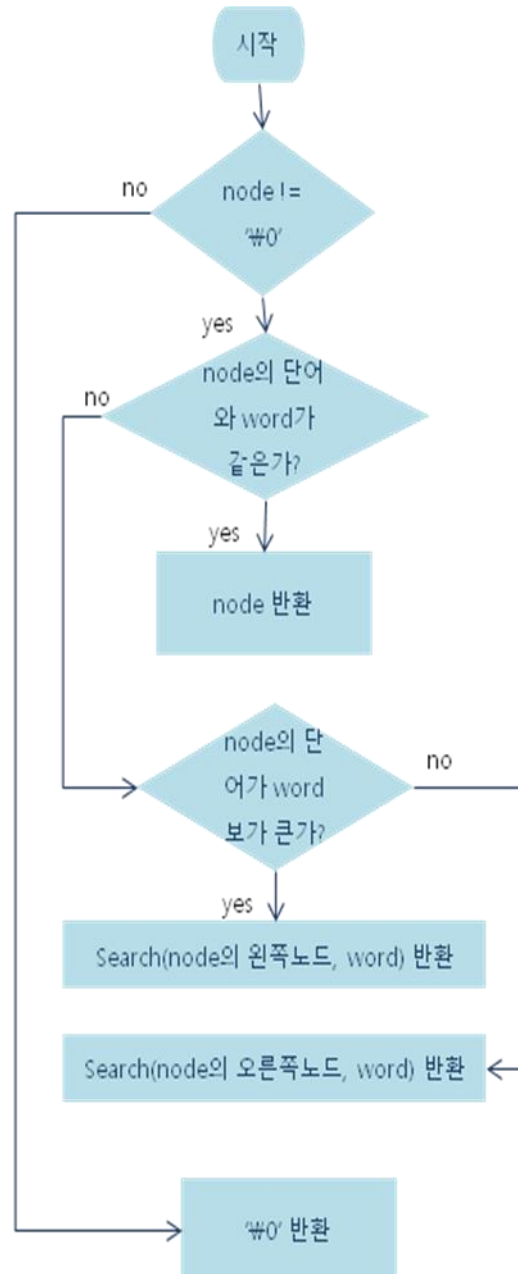 시작
no
node !=
'₩0'
yes
node의 단어
no
와 word가
같은가?
yes
node 반환
node의 단
no
어가 word
보가 큰가?
yes
Search(node의 왼쪽노드, word) 반환
Search(node의 오른쪽노드, word) 반환
'₩0' 반환